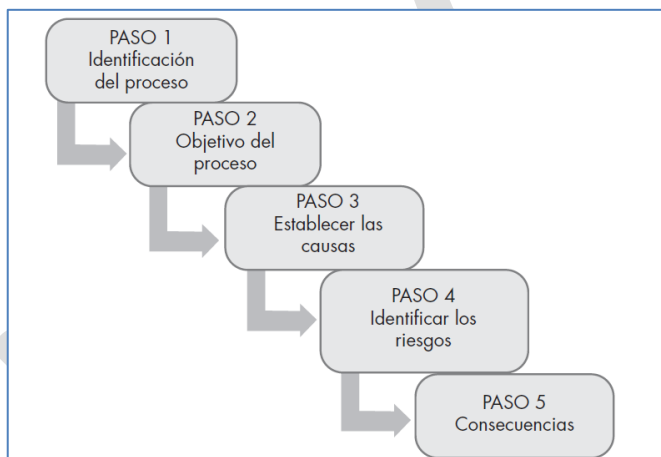 PASO 1
Identificación
del proceso
PASO 2
Objetivo del
proceso
PASO 3
Establecer las
causas
PASO 4
Identificar los
riesgos
PASO 5
Consecuencias